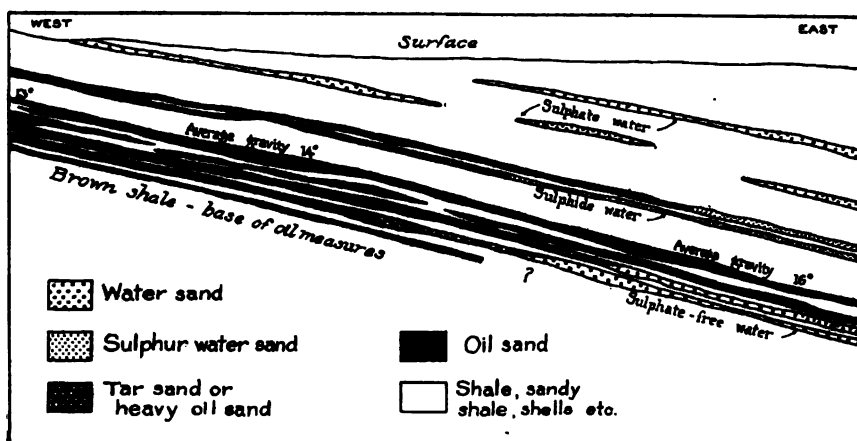 WEST
EAST
Surface
13°
Sulphate water
Average gravity 14°
Sulphide water
Brown shale - base of oil measures
Average gravity 16°
?
Sulphate-free water
Water sand
Sulphur water sand
Oil sand
Tar sand or
heavy oil sand
Shale, sandy
shale, shells etc.